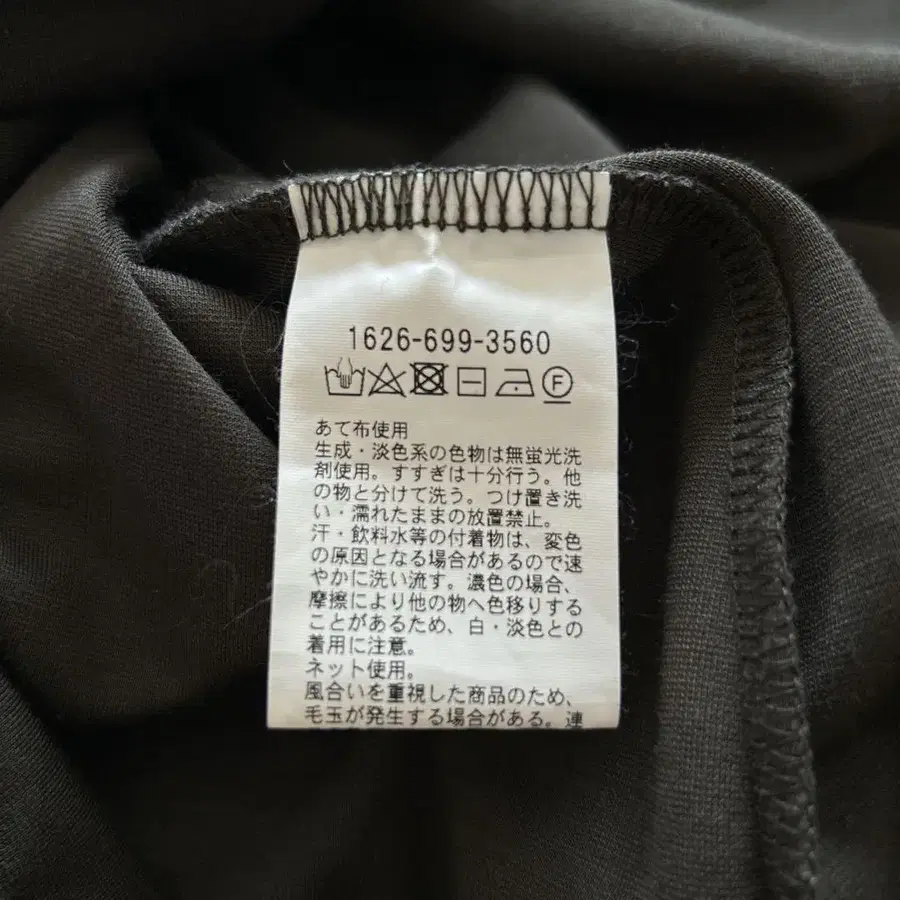 1626-699-3560
F
あて布使用
生成・淡色系の色物は無蛍光洗
剤使用。すすぎは十分行う。他
の物と分けて洗う。つけ置き洗
い・濡れたままの放置禁止。
汗・飲料水等の付着物は、変色
の原因となる場合があるので速
やかに洗い流す。濃色の場合、
摩擦により他の物へ色移りする
ことがあるため、白・淡色との
着用に注意。
ネット使用。
風合いを重視した商品のため、
毛玉が発生する場合がある。連